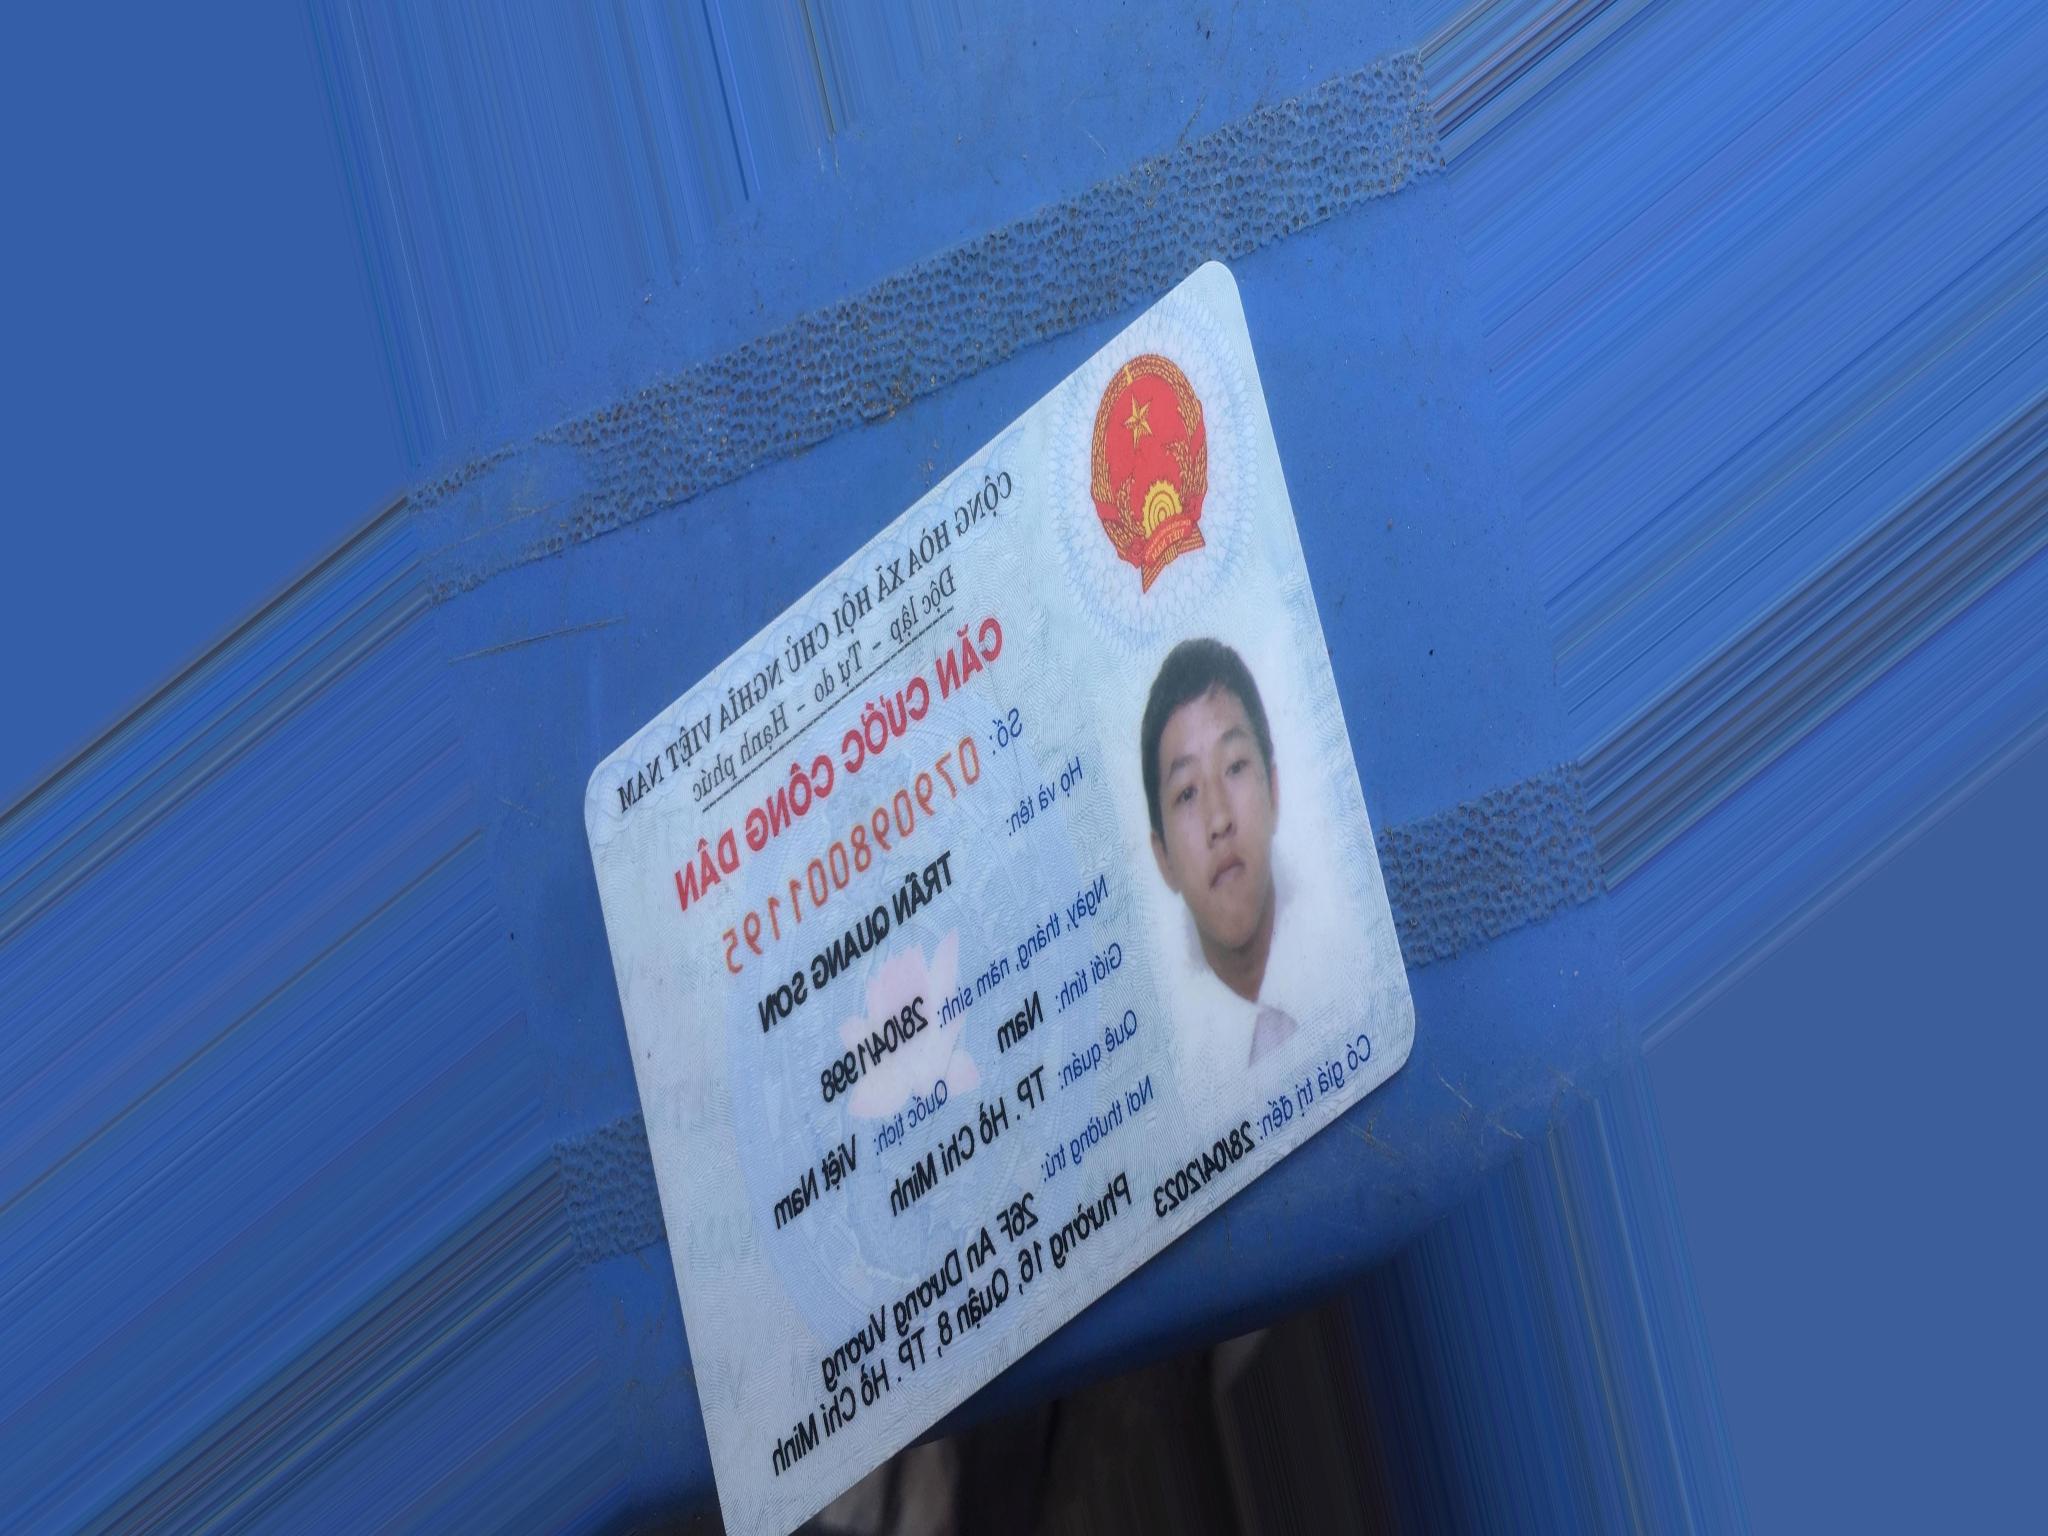 CỘNG HÒA XÃ HỘI CHỦ NGHĨA VIỆT NAM
Độc lập - Tự do - Hạnh phúc
CĂN CƯỚC CÔNG DÂN
Số: 079098001195
Họ và tên:
TRẦN QUANG SƠN
Ngày, tháng, năm sinh: 28/04/1998
Giới tính: Nam Quốc tịch: Việt Nam
Quê quán: TP. Hồ Chí Minh
Nơi thường trú: 26F An Dương Vương
Phường 16, Quận 8, TP. Hồ Chí Minh
Có giá trị đến: 28/04/2023
VIỆT NAM